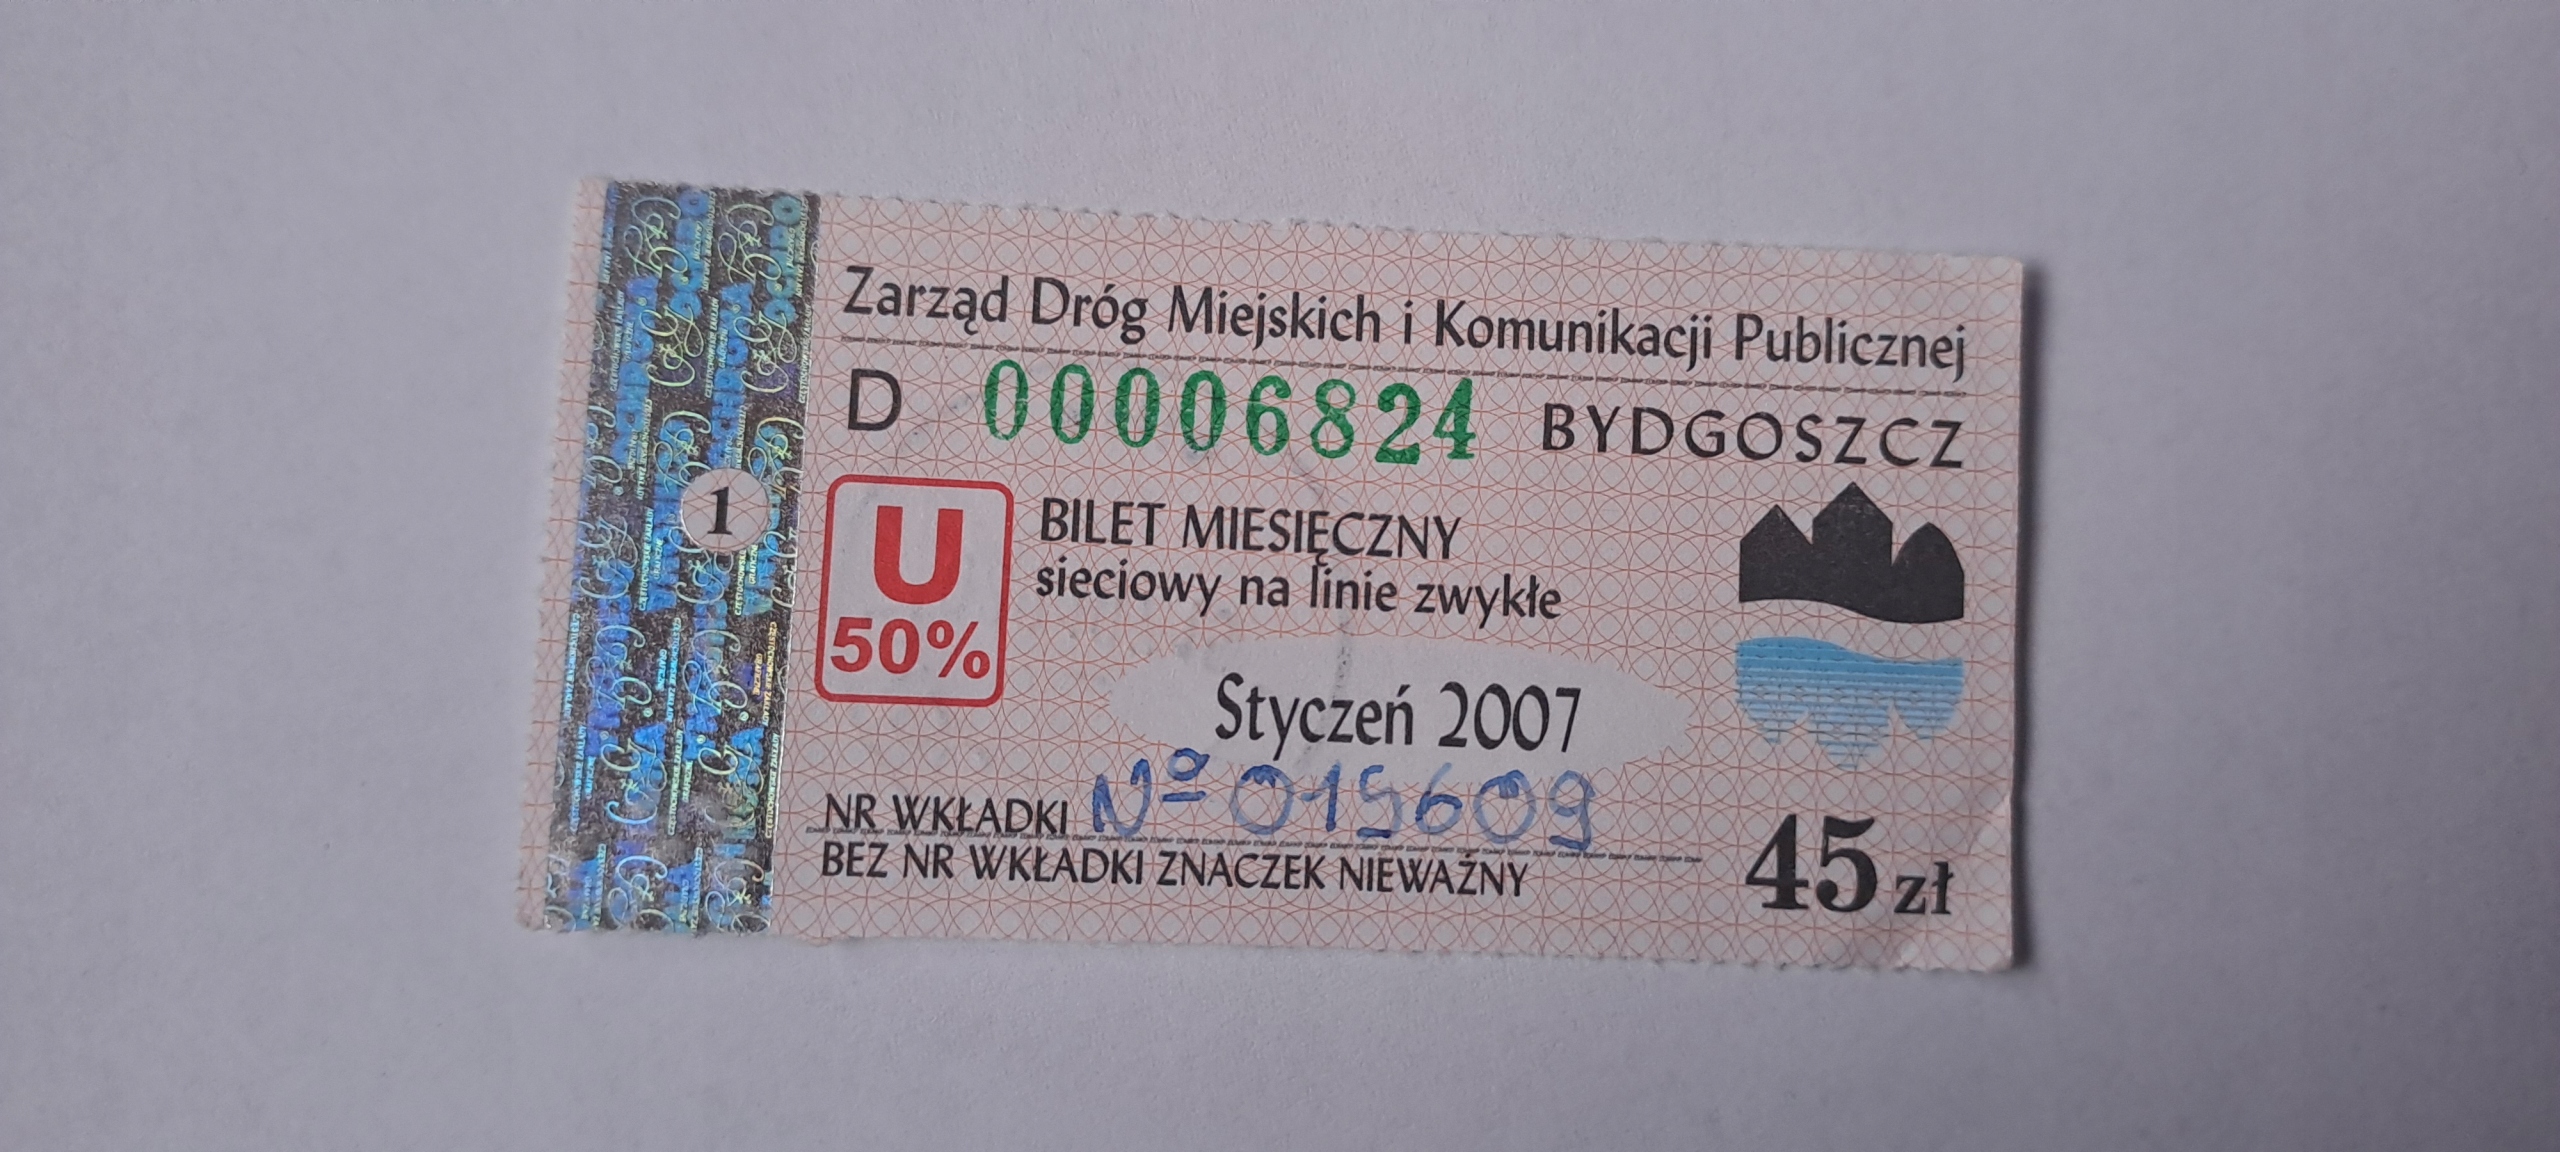 Zarząd Dróg Miejskich i Komunikacji Publicznej
D 00006824 BYDGOSZCZ
1
U
50%
BILET MIESIĘCZNY
sieciowy na linie zwykłe
Styczeń 2007
NR WKŁADKI Nº 015609
BEZ NR WKŁADKI ZNACZEK NIEWAŻNY
45 zł